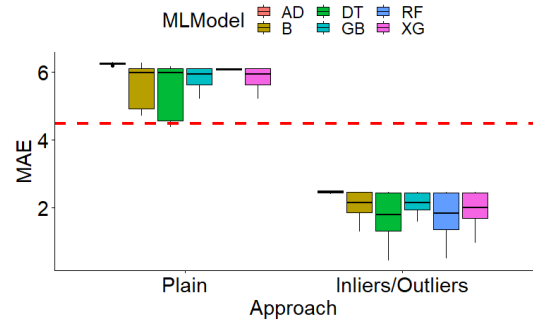 MLModel AD DT RF
B GB XG
MAE
6
4
2
Plain Inliers/Outliers
Approach